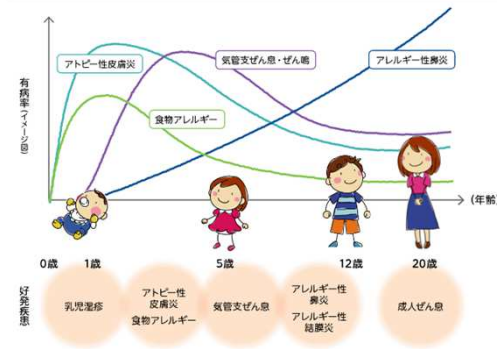 アトピー性皮膚炎
気管支ぜん息・ぜん鳴
アレルギー性鼻炎
食物アレルギー
有病率(イメージ図)
(年齢)
0歳
1歳
5歳
12歳
20歳
好発疾患
乳児湿疹
アトピー性
皮膚炎
食物アレルギー
気管支ぜん息
アレルギー性
鼻炎
アレルギー性
結膜炎
成人ぜん息